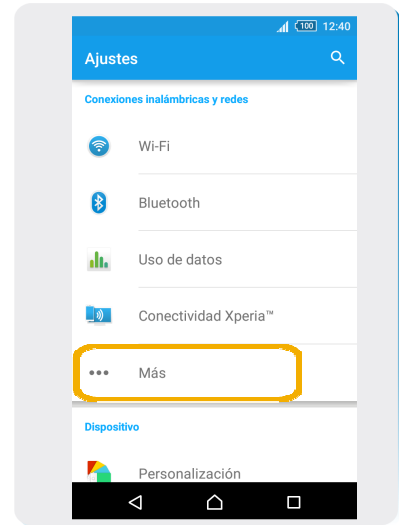 100 12:40
Ajustes
Conexiones inalámbricas y redes
Wi-Fi
Bluetooth
Uso de datos
Conectividad Xperia™
Más
Dispositivo
Personalización